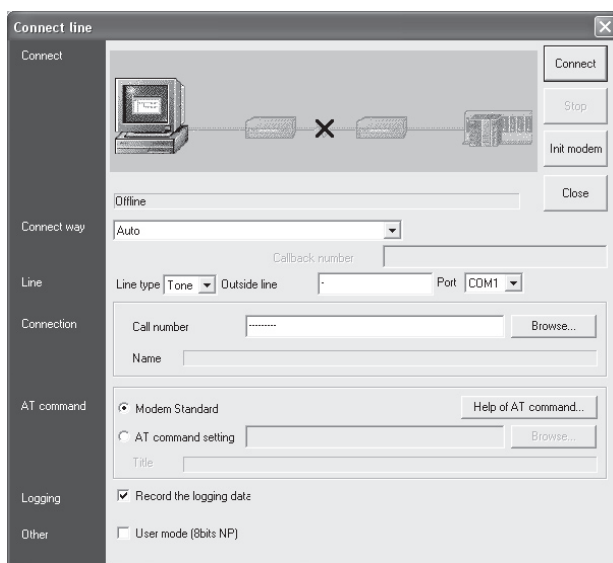 Connect line
Connect
Connect
Stop
Init modem
Close
Offline
Connect way
Auto
Callback number
Line
Line type Tone Outside line - Port COM1
Connection
Call number --------- Browse...
Name
AT command
Modem Standard
Help of AT command...
AT command setting
Browse...
Title
Logging
Record the logging data
Other
User mode (8bits NP)